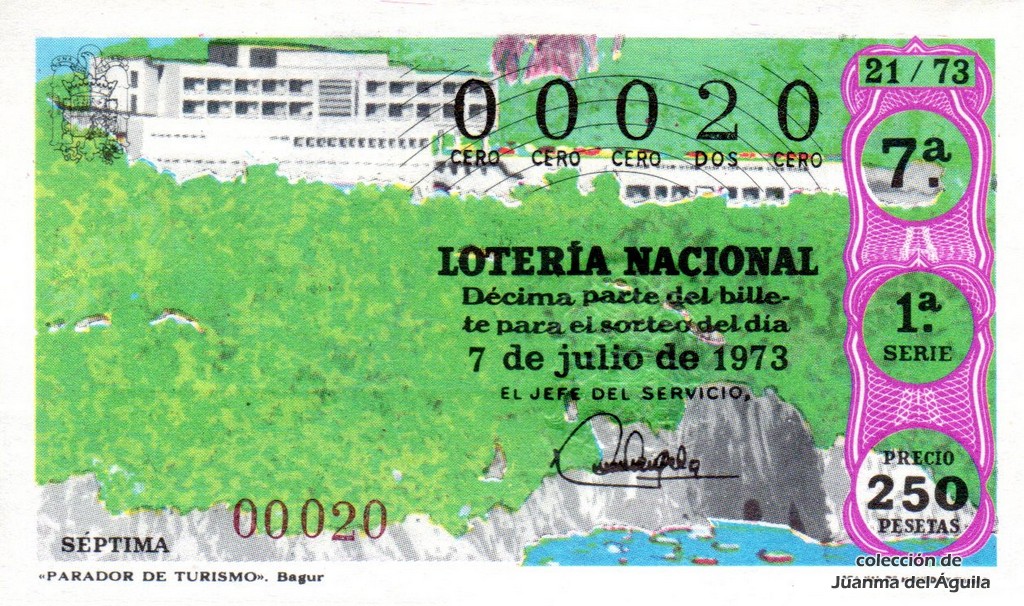 21 / 73
00020
CERO CERO CERO DOS CERO
7ª.
LOTERÍA NACIONAL
Décima parte del bille-
te para el sorteo del día
7 de julio de 1973
EL JEFE DEL SERVICIO,
1ª.
SERIE
PRECIO
250
PESETAS
00020
SÉPTIMA
«PARADOR DE TURISMO». Bagur
colección de
Juanma del Águila